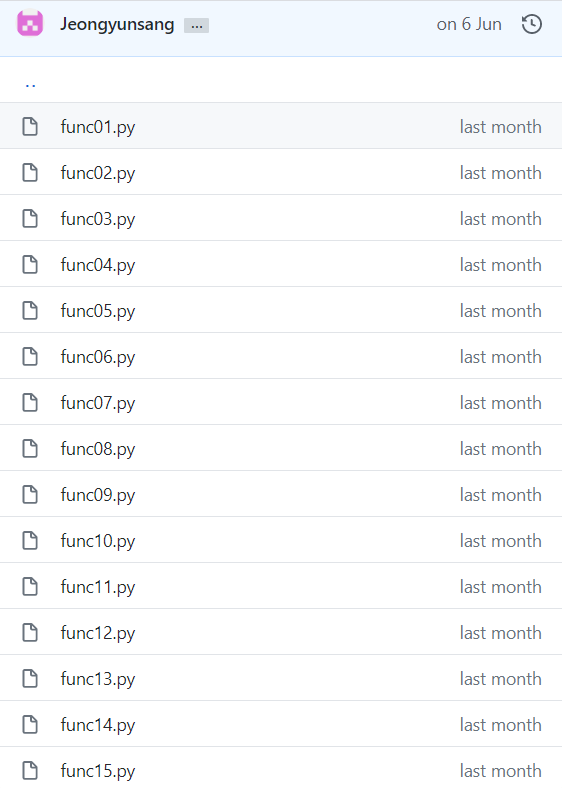 Jeongyunsang ... on 6 Jun
..
func01.py last month
func02.py last month
func03.py last month
func04.py last month
func05.py last month
func06.py last month
func07.py last month
func08.py last month
func09.py last month
func10.py last month
func11.py last month
func12.py last month
func13.py last month
func14.py last month
func15.py last month